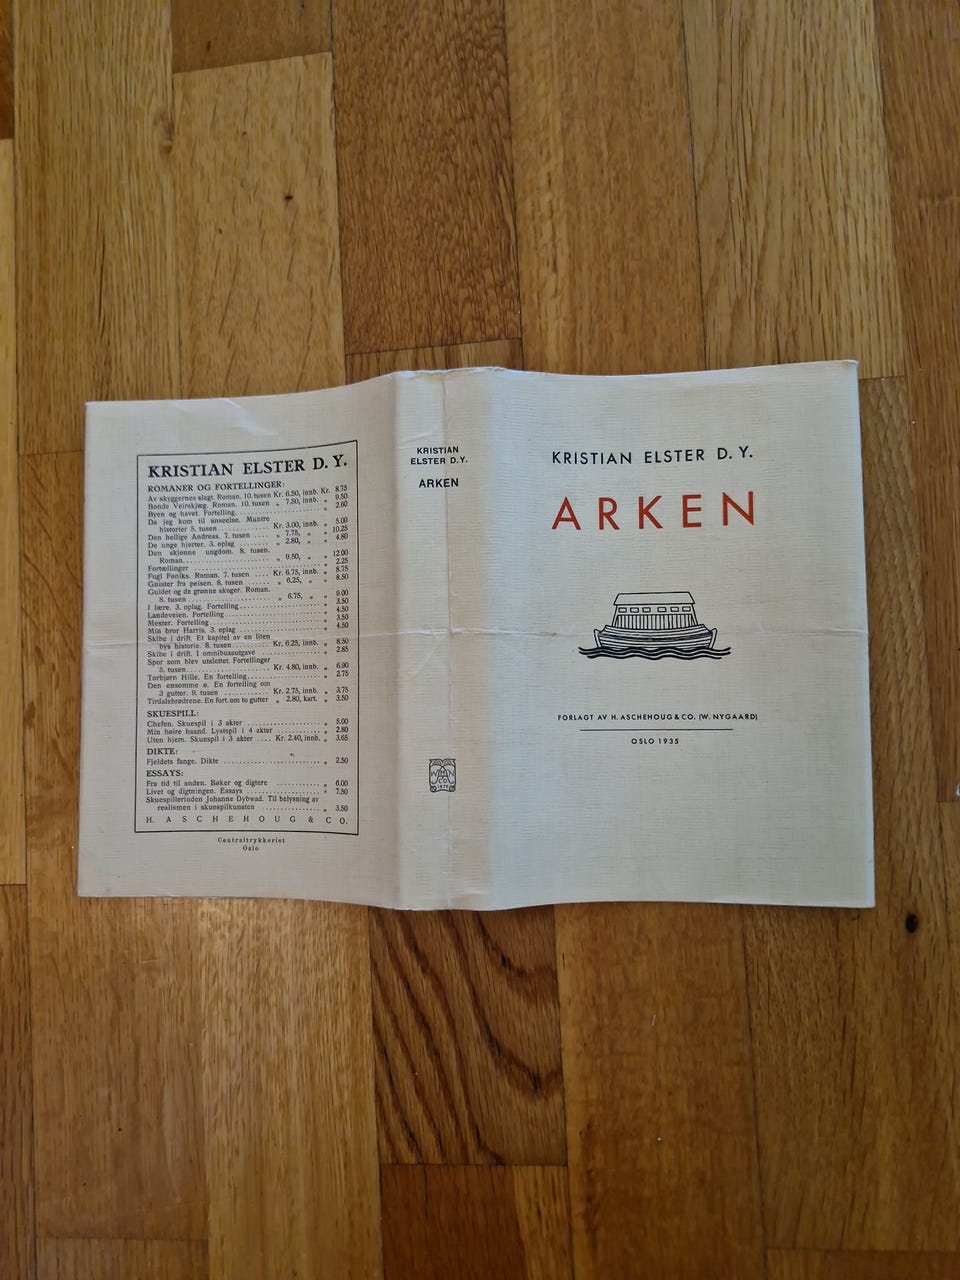 KRISTIAN ELSTER D. Y.
ROMANER OG FORTELLINGER:
Av skyggernes slegt. Roman. 10. tusen Kr. 6.50, innb. Kr. 8.75
Bonde Veirskjæg. Roman. 10. tusen „ 7.50, innb. „ 9.50
Byen og havet. Fortelling. „ 2.60
Da jeg kom til anseelse. Muntre
historier 5. tusen Kr. 3.00, innb. „ 5.00
Den hellige Andreas. 7. tusen „ 7.75, „ „ 10.25
De unge hjerter. 3. oplag „ 2.80, „ „ 4.80
Den skjønne ungdom. 8. tusen.
Roman. „ 9.50, „ „ 12.00
Fortellinger „ 2.25
Fugl Føniks. Roman. 7. tusen Kr. 6.75, innb. „ 8.75
Gnister fra peisen. 8. tusen „ 6.25, „ „ 8.50
Guldet og de grønne skoger. Roman.
8. tusen „ 6.75, „ „ 9.00
I lære. 3. oplag. Fortelling „ 3.50
Landeveien. Fortelling „ 4.50
Mester. Fortelling „ 3.50
Min bror Harris. 3. oplag „ 4.50
Skibe i drift. Et kapitel av en liten
bys historie. 8. tusen Kr. 6.25, innb. „ 8.50
Skibe i drift. I omnibusutgave „ 2.85
Spor som blev utslettet. Fortellinger
5. tusen Kr. 4.80, innb. „ 6.90
Torbjørn Hille. En fortelling „ 2.75
Den ensomme ø. En fortelling om
3 gutter. 9. tusen Kr. 2.75, innb. „ 3.75
Tirdalsbrødrene. En fort. om to gutter „ 2.80, kart. „ 3.50
SKUESPILL:
Chefen. Skuespil i 3 akter „ 5.00
Min høire haand. Lystspil i 4 akter „ 2.80
Uten hjem. Skuespil i 3 akter Kr. 2.40, innb. „ 3.65
DIKTE:
Fjeldets fange. Dikte „ 2.50
ESSAYS:
Fra tid til anden. Bøker og digtere „ 6.00
Livet og digtningen. Essays „ 7.50
Skuespillerinden Johanne Dybwad. Til belysning av
realismen i skuespilkunsten „ 3.50
H. ASCHEHOUG & CO.
Centraltrykkeriet
Oslo
KRISTIAN
ELSTER D.Y.
ARKEN
KRISTIAN ELSTER D.Y.
ARKEN
FORLAGT AV H. ASCHEHOUG & CO. (W. NYGAARD)
OSLO 1935